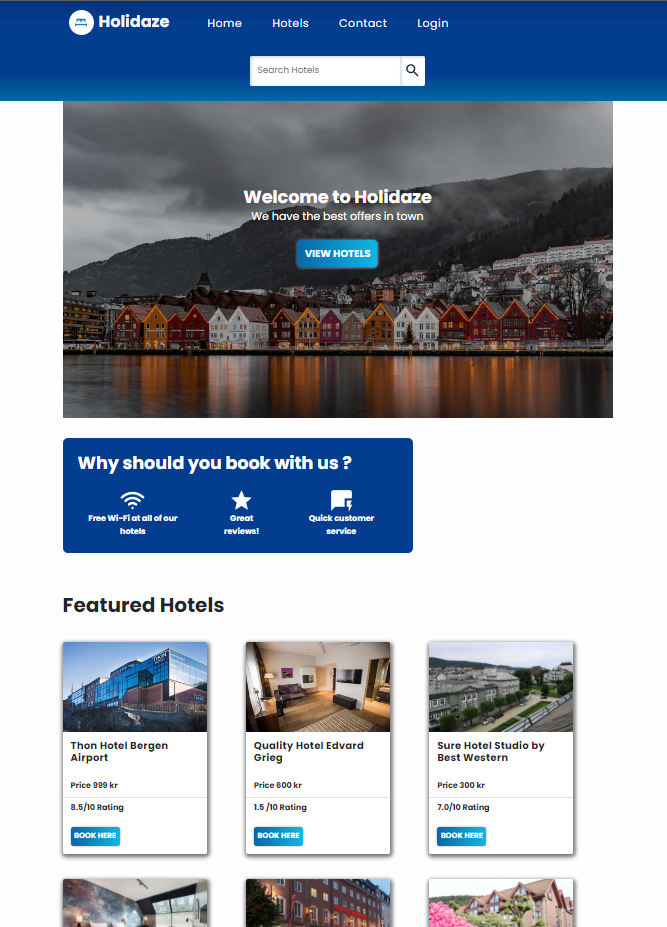 Holidaze
Home Hotels Contact Login
Search Hotels
Welcome to Holidaze
We have the best offers in town
VIEW HOTELS
Why should you book with us ?
Free Wi-Fi at all of our
hotels
Great
reviews!
Quick customer
service
Featured Hotels
THON
Thon Hotel Bergen
Airport
Price 999 kr
8.5/10 Rating
BOOK HERE
Quality Hotel Edvard
Grieg
Price 600 kr
1.5 /10 Rating
BOOK HERE
Sure Hotel Studio by
Best Western
Price 300 kr
7.0/10 Rating
BOOK HERE